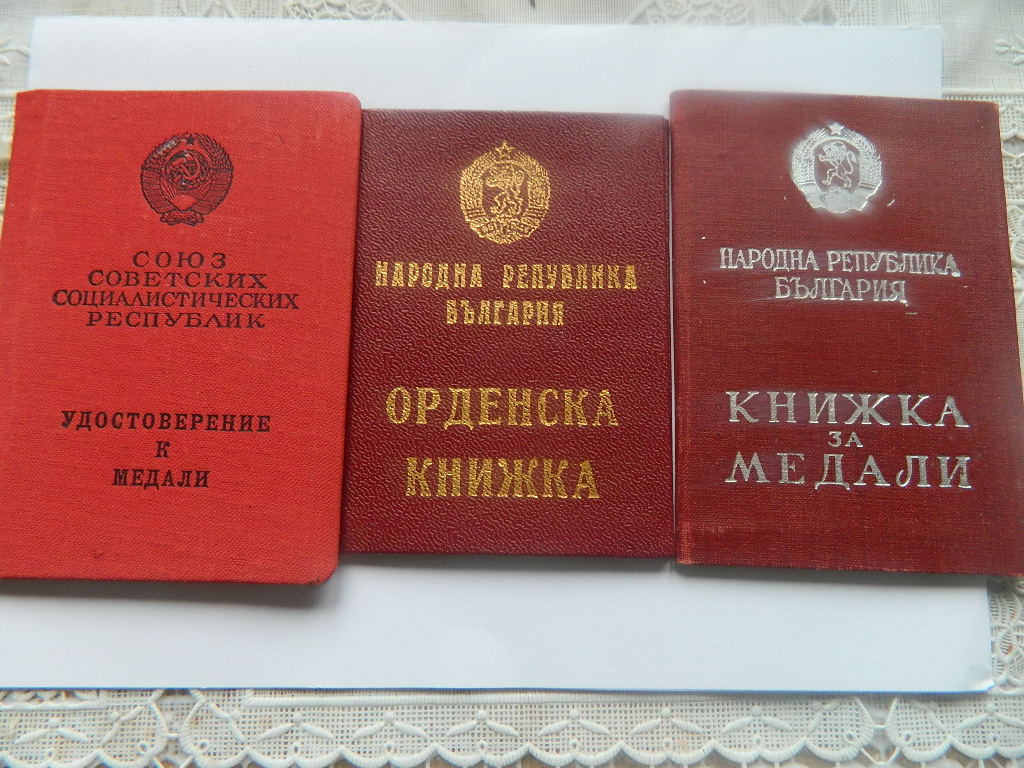 СОЮЗ
СОВЕТСКИХ
СОЦИАЛИСТИЧЕСКИХ
РЕСПУБЛИК
УДОСТОВЕРЕНИЕ
К
МЕДАЛИ
НАРОДНА РЕПУБЛИКА
БЪЛГАРИЯ
ОРДЕНСКА
КНИЖКА
НАРОДНА РЕПУБЛИКА
БЪЛГАРИЯ
КНИЖКА
ЗА
МЕДАЛИ